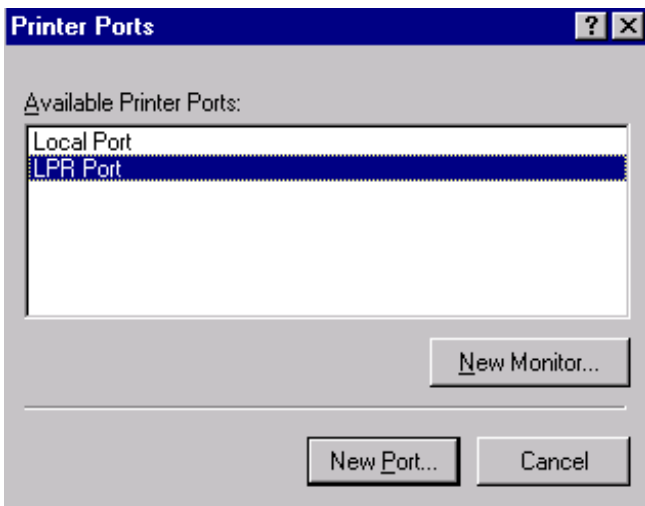 Printer Ports
Available Printer Ports:
Local Port
LPR Port
New Monitor...
New Port... Cancel